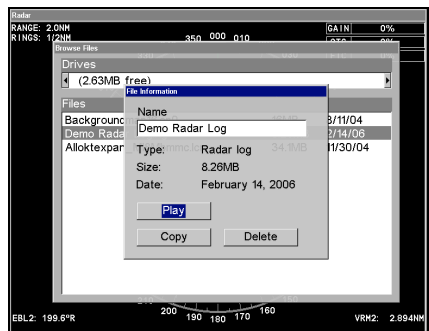 Radar
RANGE: 2.0NM
RINGS: 1/2NM
350 000 010
GAIN 0%
Browse Files
Drives
(2.63MB free)
Files
Background 3/11/04
Demo Rada 2/14/06
Alloktexpan 34.1MB 11/30/04
File Information
Name
Demo Radar Log
Type: Radar log
Size: 8.26MB
Date: February 14, 2006
Play
Copy Delete
210 200 190 180 170 160 150
EBL2: 199.6°R
VRM2: 2.894NM